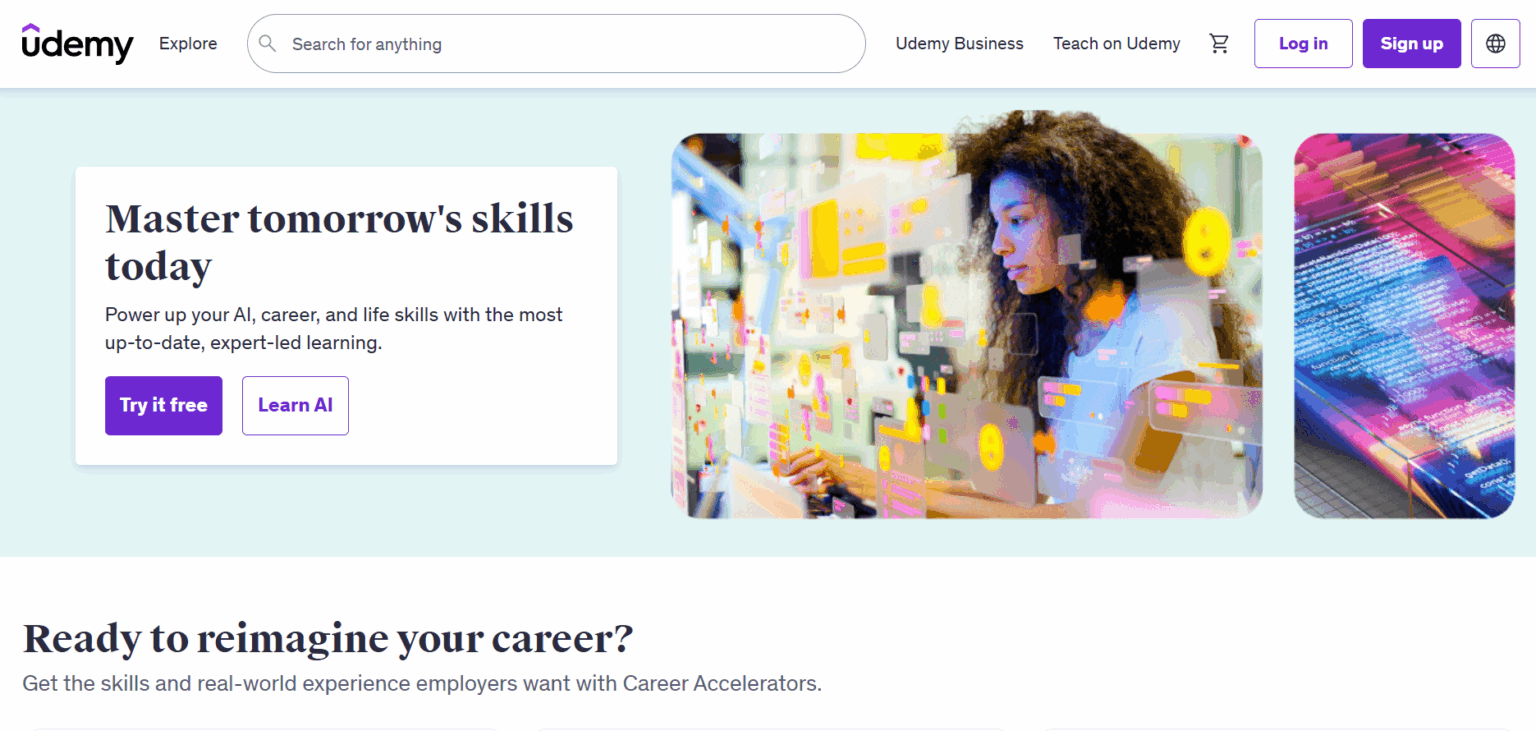 udemy
Explore
Search for anything
Udemy Business
Teach on Udemy
Log in
Sign up
Master tomorrow's skills
today
Power up your AI, career, and life skills with the most
up-to-date, expert-led learning.
Try it free
Learn AI
Ready to reimagine your career?
Get the skills and real-world experience employers want with Career Accelerators.